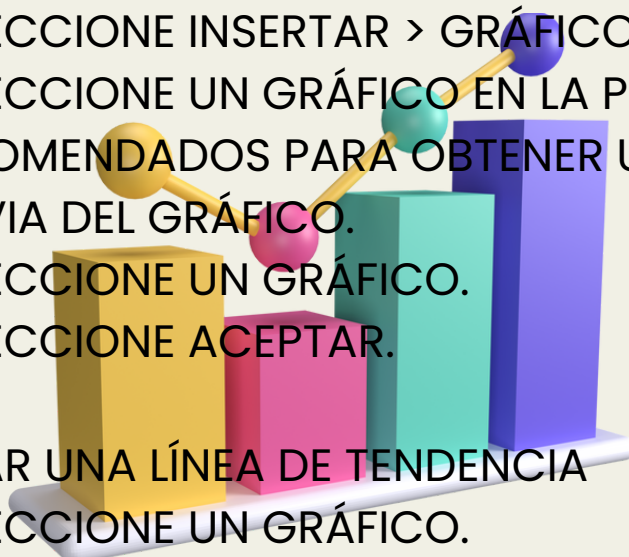 ECCIONE INSERTAR > GRÁFICO
ECCIONE UN GRÁFICO EN LA P
OMENDADOS PARA OBTENER U
VIA DEL GRÁFICO.
ECCIONE UN GRÁFICO.
ECCIONE ACEPTAR.
AR UNA LÍNEA DE TENDENCIA
ECCIONE UN GRÁFICO.